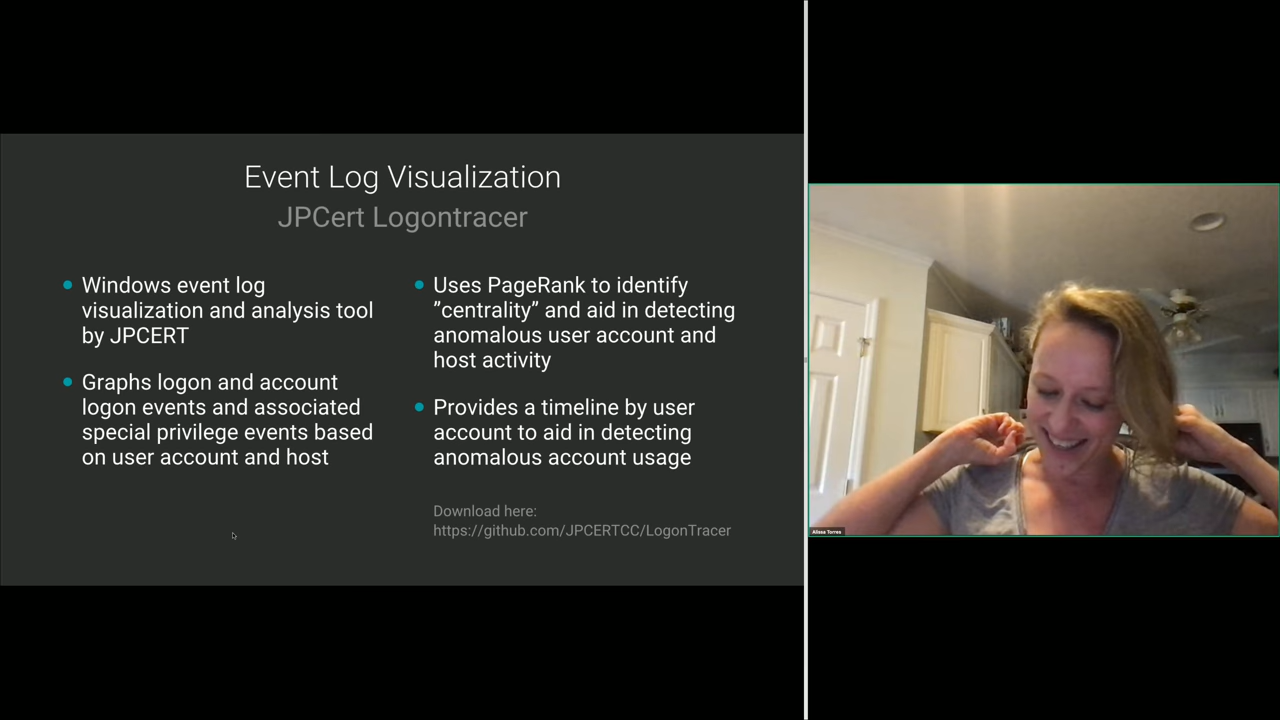 Event Log Visualization
JPCert Logontracer
Windows event log
visualization and analysis tool
by JPCERT
Graphs logon and account
logon events and associated
special privilege events based
on user account and host
Uses PageRank to identify
”centrality” and aid in detecting
anomalous user account and
host activity
Provides a timeline by user
account to aid in detecting
anomalous account usage
Download here:
https://github.com/JPCERTCC/LogonTracer
Alissa Torres